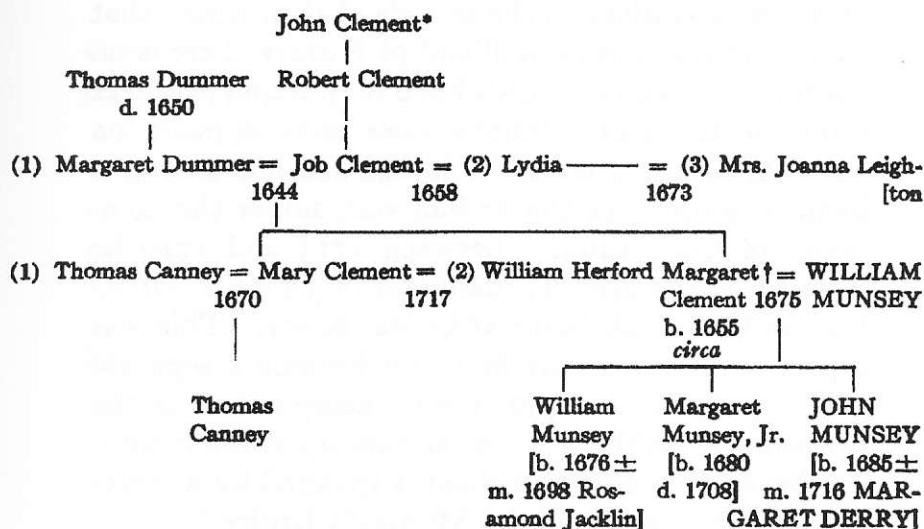 John Clement*
Thomas Dummer Robert Clement
d. 1650
(1) Margaret Dummer = Job Clement = (2) Lydia —— = (3) Mrs. Joanna Leigh-
1644 1658 1673 [ton
(1) Thomas Canney = Mary Clement = (2) William Herford Margaret † = WILLIAM
1670 1717 Clement 1675 MUNSEY
b. 1655
circa
Thomas William Margaret JOHN
Canney Munsey Munsey, Jr. MUNSEY
[b. 1676 ± [b. 1680 [b. 1685 ±
m. 1698 Ros- d. 1708] m. 1716 MAR-
amond Jacklin] GARET DERRY]